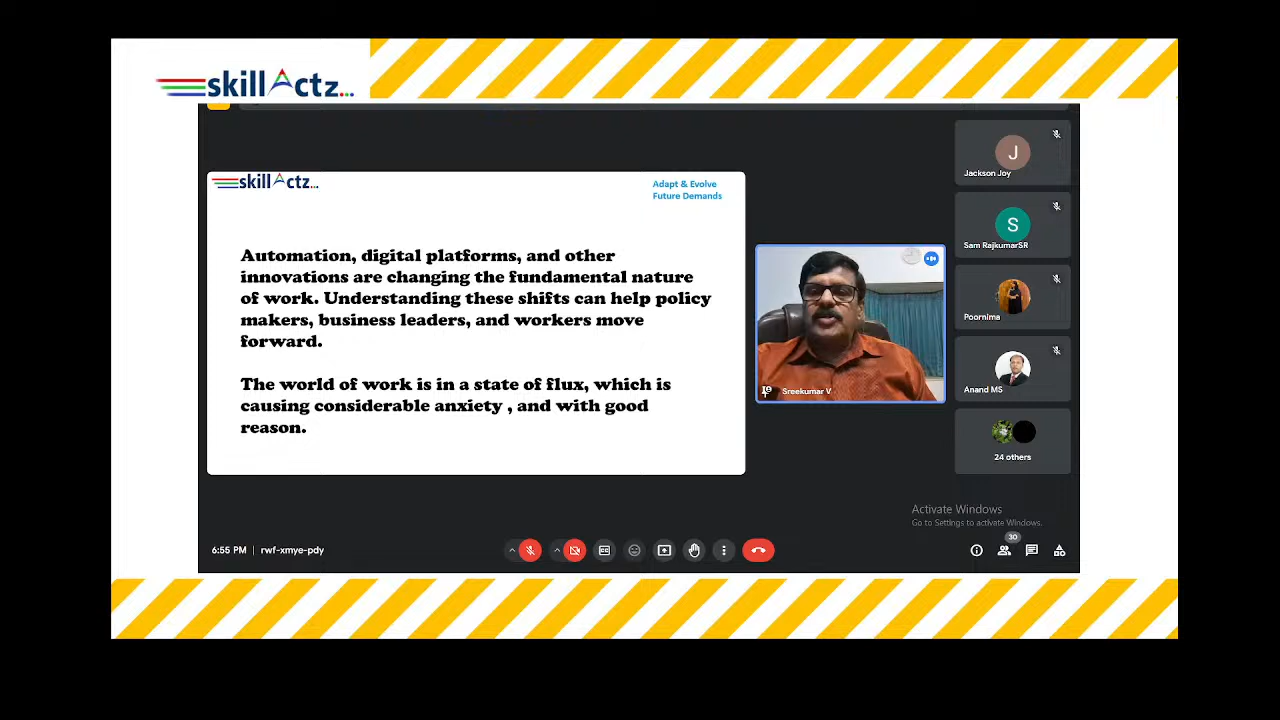 skillActz...
skillActz...
Adapt & Evolve
Future Demands
Automation, digital platforms, and other
innovations are changing the fundamental nature
of work. Understanding these shifts can help policy
makers, business leaders, and workers move
forward.
The world of work is in a state of flux, which is
causing considerable anxiety , and with good
reason.
Sreekumar V
J
Jackson Joy
S
Sam RajkumarSR
Poornima
Anand MS
24 others
Activate Windows
Go to Settings to activate Windows.
6:55 PM | rwf-xmye-pdy
CC
30